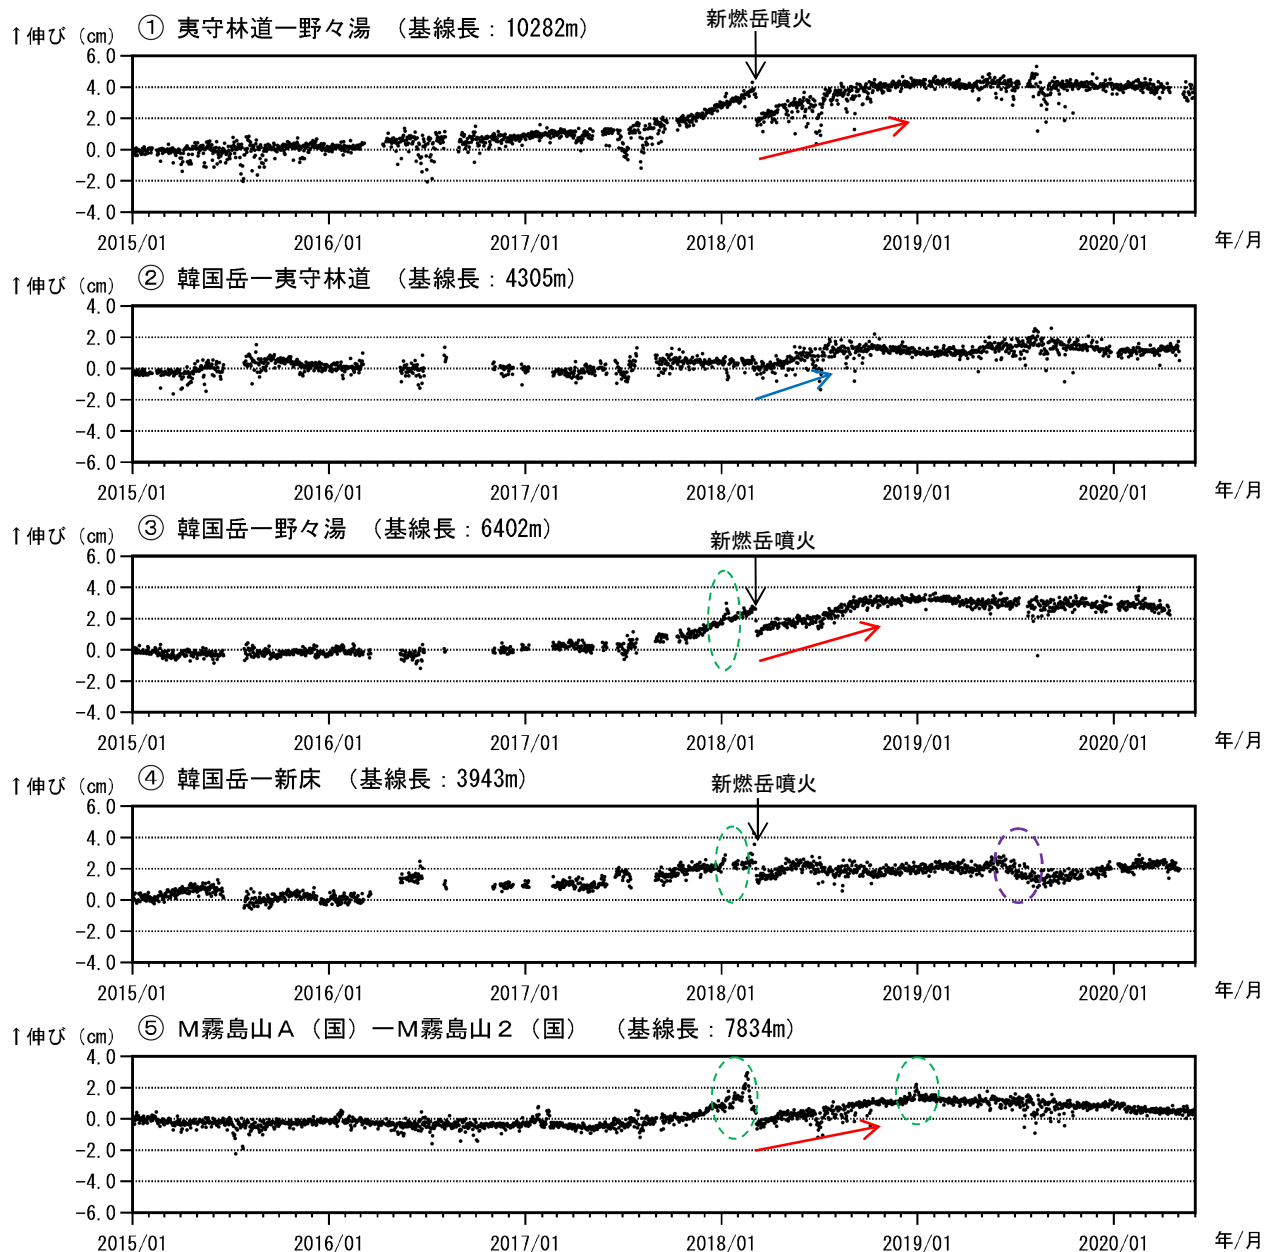 新燃岳噴火
↑伸び（cm） ① 夷守林道ー野々湯 （基線長：10282m）
6.0
4.0
2.0
0.0
-2.0
-4.0
2015/01 2016/01 2017/01 2018/01 2019/01 2020/01 年/月
↑伸び（cm） ② 韓国岳ー夷守林道 （基線長：4305m）
4.0
2.0
0.0
-2.0
-4.0
-6.0
2015/01 2016/01 2017/01 2018/01 2019/01 2020/01 年/月
↑伸び（cm） ③ 韓国岳ー野々湯 （基線長：6402m）
新燃岳噴火
6.0
4.0
2.0
0.0
-2.0
-4.0
2015/01 2016/01 2017/01 2018/01 2019/01 2020/01 年/月
↑伸び（cm） ④ 韓国岳ー新床 （基線長：3943m）
新燃岳噴火
6.0
4.0
2.0
0.0
-2.0
-4.0
2015/01 2016/01 2017/01 2018/01 2019/01 2020/01 年/月
↑伸び（cm） ⑤ Ｍ霧島山Ａ（国）ーＭ霧島山２（国） （基線長：7834m）
4.0
2.0
0.0
-2.0
-4.0
-6.0
2015/01 2016/01 2017/01 2018/01 2019/01 2020/01 年/月